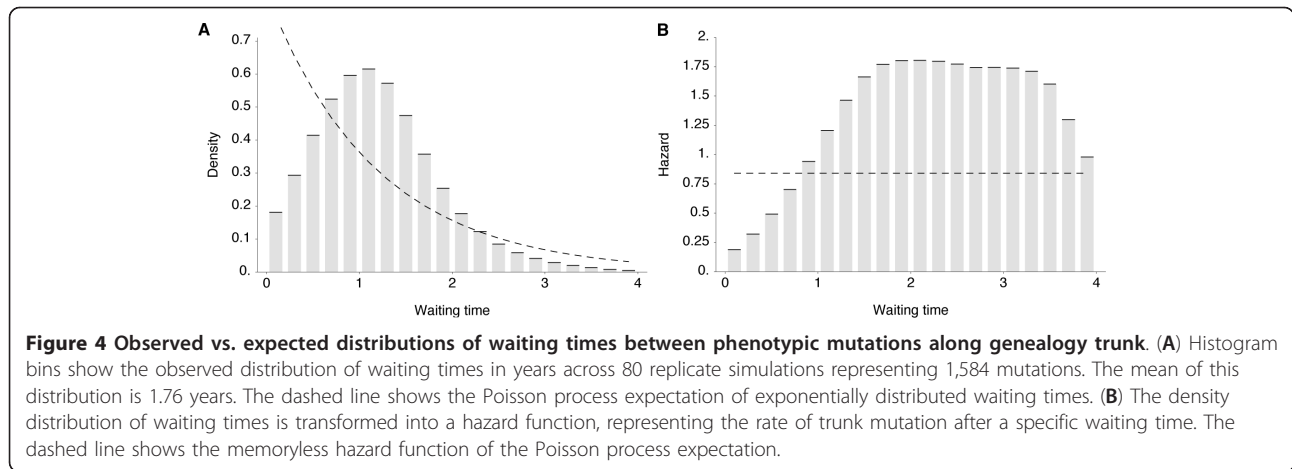 A
B
0.7
0.6
0.5
0.4
0.3
0.2
0.1
0.
Density
0
1
2
3
4
Waiting time
2.
1.75
1.5
1.25
1.
0.75
0.5
0.25
0.
Hazard
0
1
2
3
4
Waiting time
Figure 4 Observed vs. expected distributions of waiting times between phenotypic mutations along genealogy trunk. (A) Histogram
bins show the observed distribution of waiting times in years across 80 replicate simulations representing 1,584 mutations. The mean of this
distribution is 1.76 years. The dashed line shows the Poisson process expectation of exponentially distributed waiting times. (B) The density
distribution of waiting times is transformed into a hazard function, representing the rate of trunk mutation after a specific waiting time. The
dashed line shows the memoryless hazard function of the Poisson process expectation.